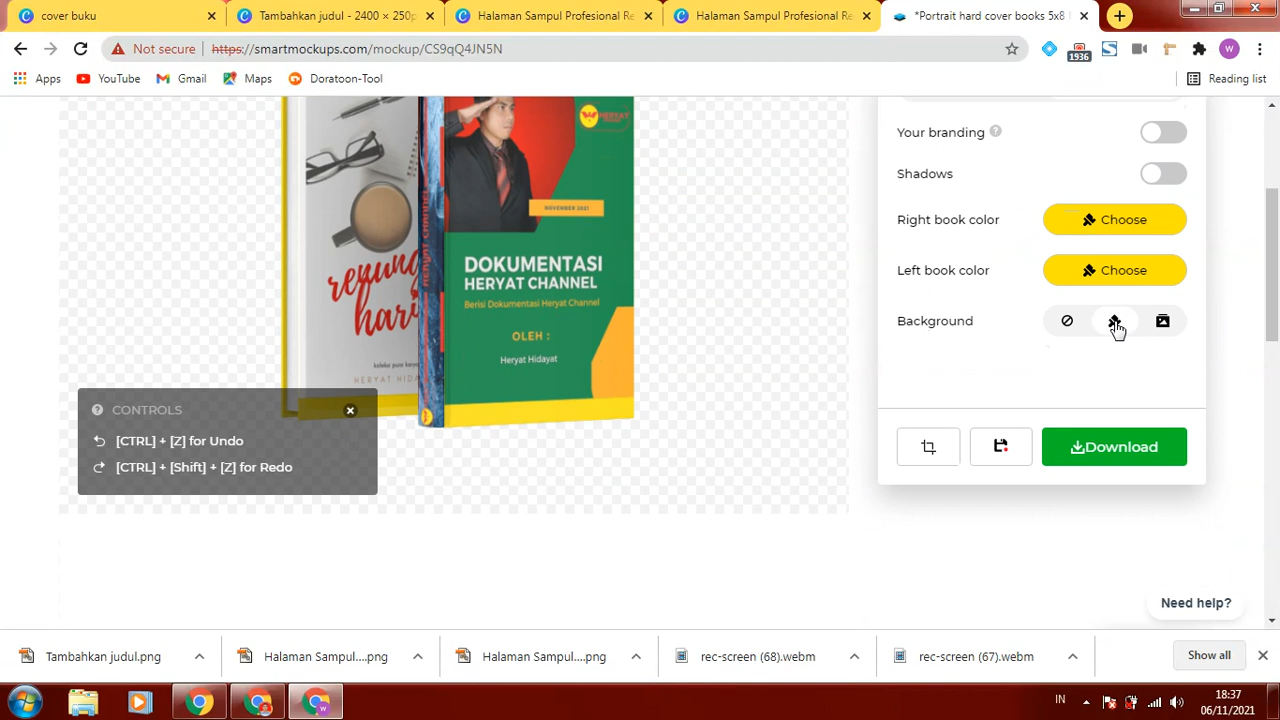 cover buku
Tambahkan judul - 2400 × 250p
Halaman Sampul Profesional Re
Halaman Sampul Profesional Re
*Portrait hard cover books 5x8
Not secure
https://smartmockups.com/mockup/CS9qQ4JN5N
1936
W
Apps
YouTube
Gmail
Maps
Doratoon-Tool
Reading list
Your branding
Shadows
Right book color
Choose
Left book color
Choose
Background
HERYAT
NOVEMBER 2021
DOKUMENTASI
HERYAT CHANNEL
Berisi Dokumentasi Heryat Channel
OLEH :
Heryat Hidayat
HERYAT CHANNEL
CONTROLS
[CTRL] + [Z] for Undo
[CTRL] + [Shift] + [Z] for Redo
Download
Need help?
Tambahkan judul.png
Halaman Sampul....png
Halaman Sampul....png
rec-screen (68).webm
rec-screen (67).webm
Show all
IN
18:37
06/11/2021